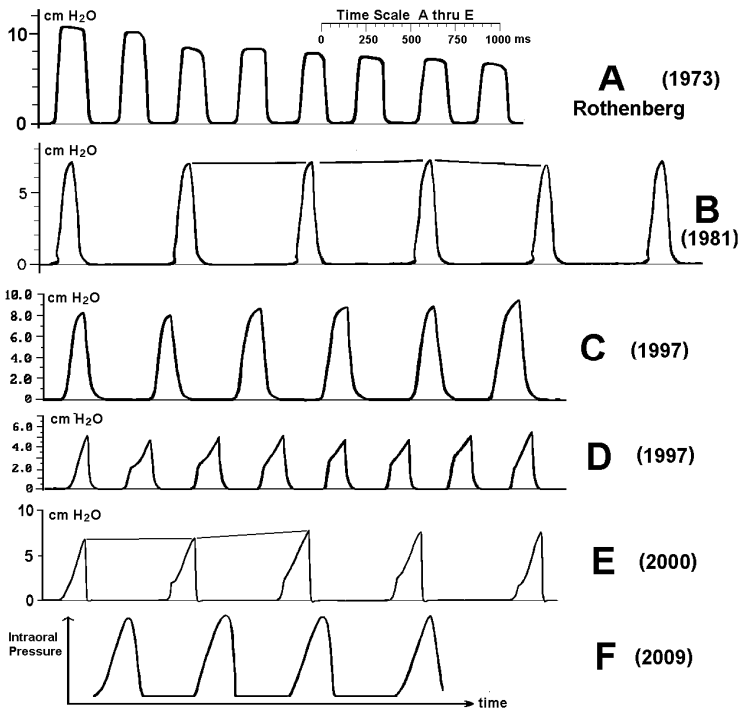 cm H2O
Time Scale A thru E
0 250 500 750 1000 ms
10
0
A (1973)
Rothenberg
cm H2O
5
0
B
(1981)
10.0
cm H2O
8.0
6.0
4.0
2.0
0
C (1997)
cm H2O
6.0
4.0
2.0
0
D (1997)
10
cm H2O
5
0
E (2000)
Intraoral
Pressure
F (2009)
time